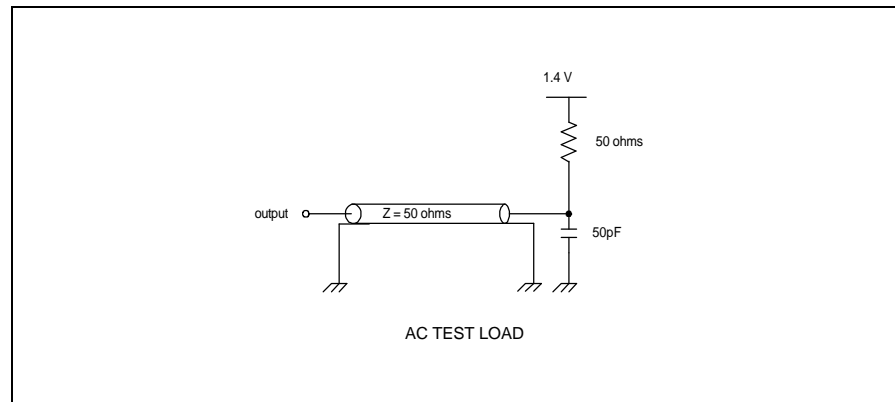 1.4 V
50 ohms
output
Z = 50 ohms
50pF
AC TEST LOAD